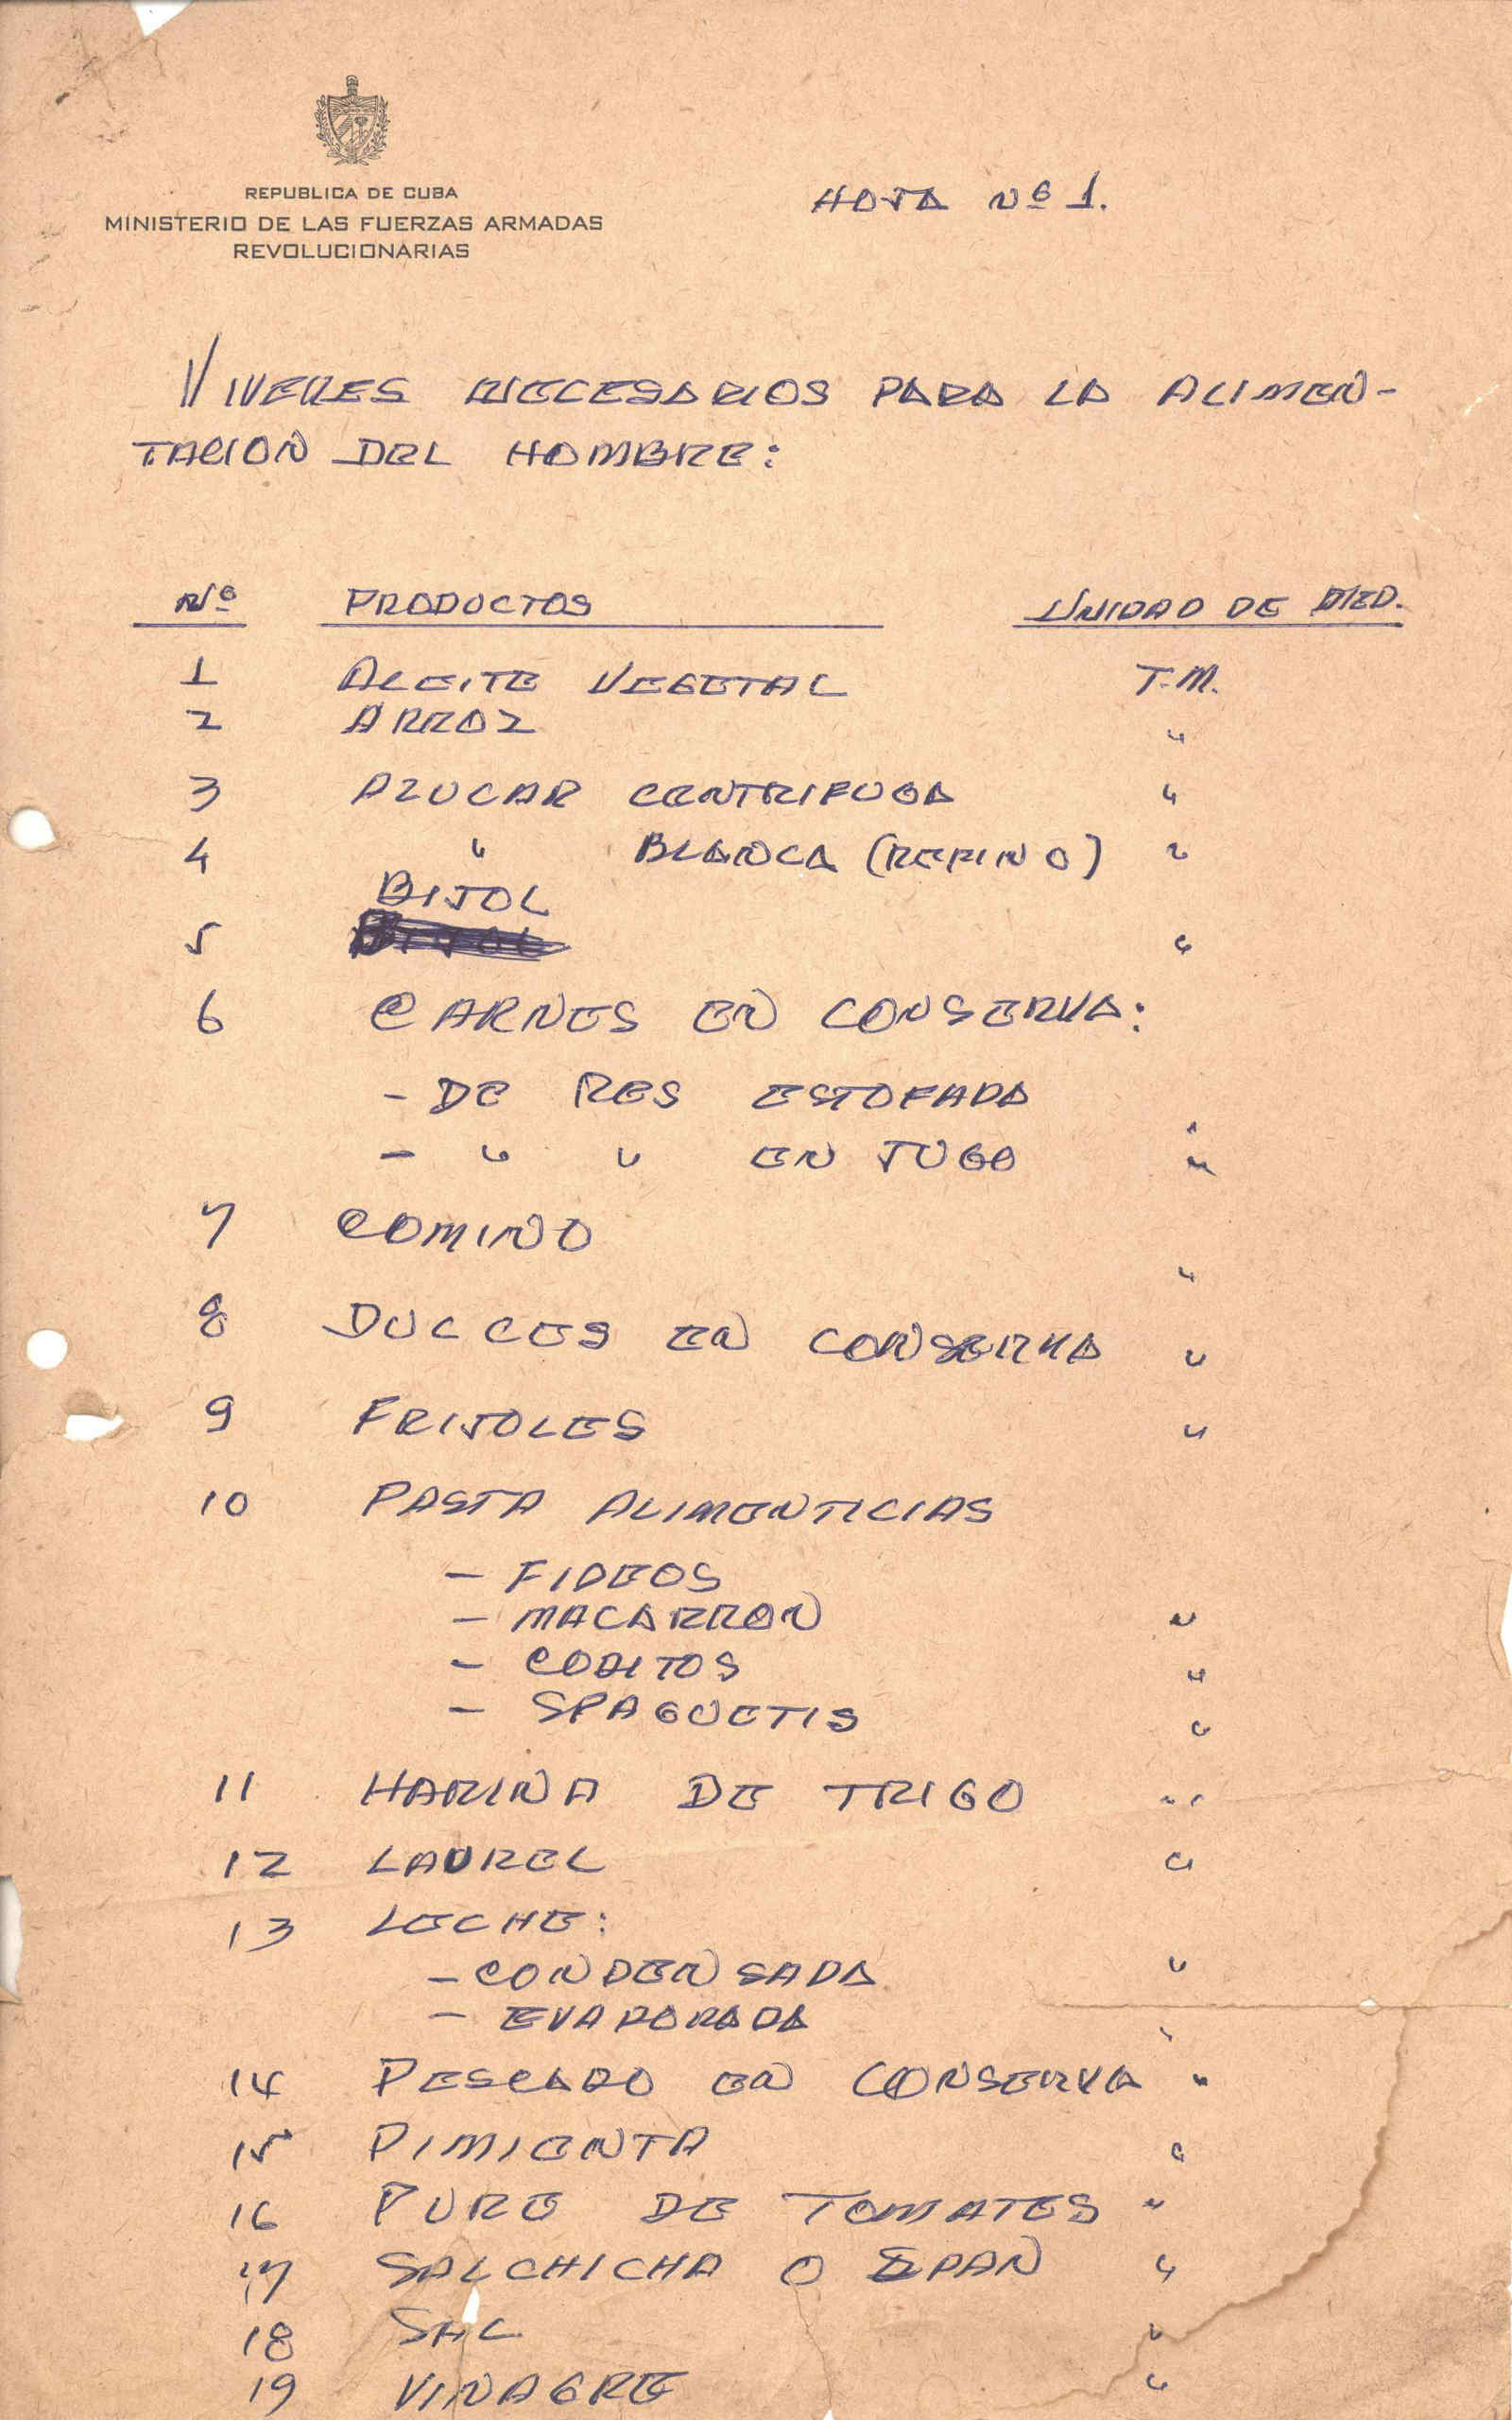 REPUBLICA DE CUBA
MINISTERIO DE LAS FUERZAS ARMADAS
REVOLUCIONARIAS
HOJA Nº 1.
VIVERES NECESARIOS PARA LA ALIMEN-
TACION DEL HOMBRE:
Nº PRODUCTOS UNIDAD DE MED.
1 ACEITE VEGETAL T.M.
2 ARROZ "
3 AZUCAR CENTRIFUGA "
4 " BLANCA (REFINO) "
BIJOL
5 "
6 CARNES EN CONSERVA:
- DE RES ESTOFADA "
- " " EN JUGO "
7 COMINO "
8 DULCES EN CONSERVA "
9 FRIJOLES "
10 PASTA ALIMENTICIAS
- FIDEOS
- MACARRON "
- CODITOS "
- SPAGUETIS "
11 HARINA DE TRIGO "
12 LAUREL "
13 LECHE:
- CONDENSADA "
- EVAPORADA "
14 PESCADO EN CONSERVA "
15 PIMIENTA "
16 PURE DE TOMATES "
17 SALCHICHA O SPAN "
18 SAL "
19 VINAGRE "